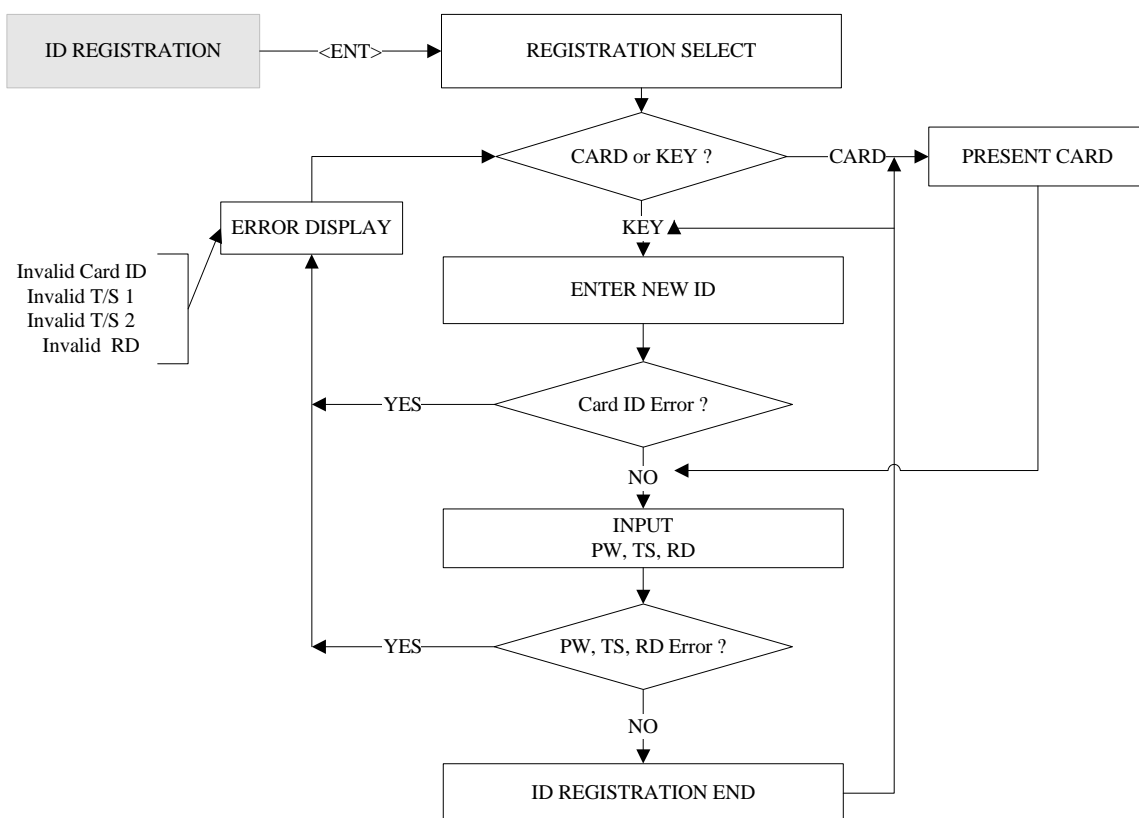 ID REGISTRATION
<ENT>
REGISTRATION SELECT
CARD or KEY ?
CARD
PRESENT CARD
ERROR DISPLAY
KEY
Invalid Card ID
Invalid T/S 1
Invalid T/S 2
Invalid RD
ENTER NEW ID
YES
Card ID Error ?
NO
INPUT
PW, TS, RD
YES
PW, TS, RD Error ?
NO
ID REGISTRATION END